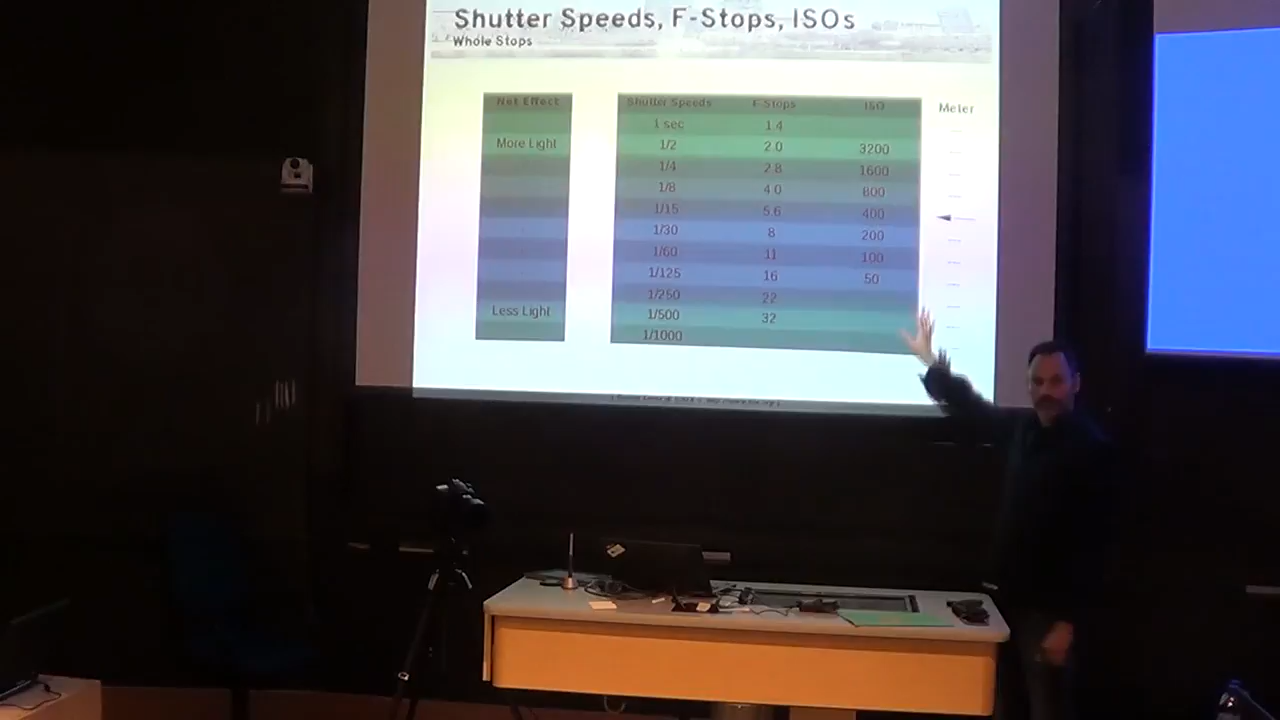 Shutter Speeds, F-Stops, ISOs
Whole Stops
Net Effect Shutter Speeds F-Stops ISO Meter
1 sec 1.4
More Light 1/2 2.0 3200
1/4 2.8 1600
1/8 4.0 800
1/15 5.6 400
1/30 8 200
1/60 11 100
1/125 16 50
1/250 22
Less Light 1/500 32
1/1000